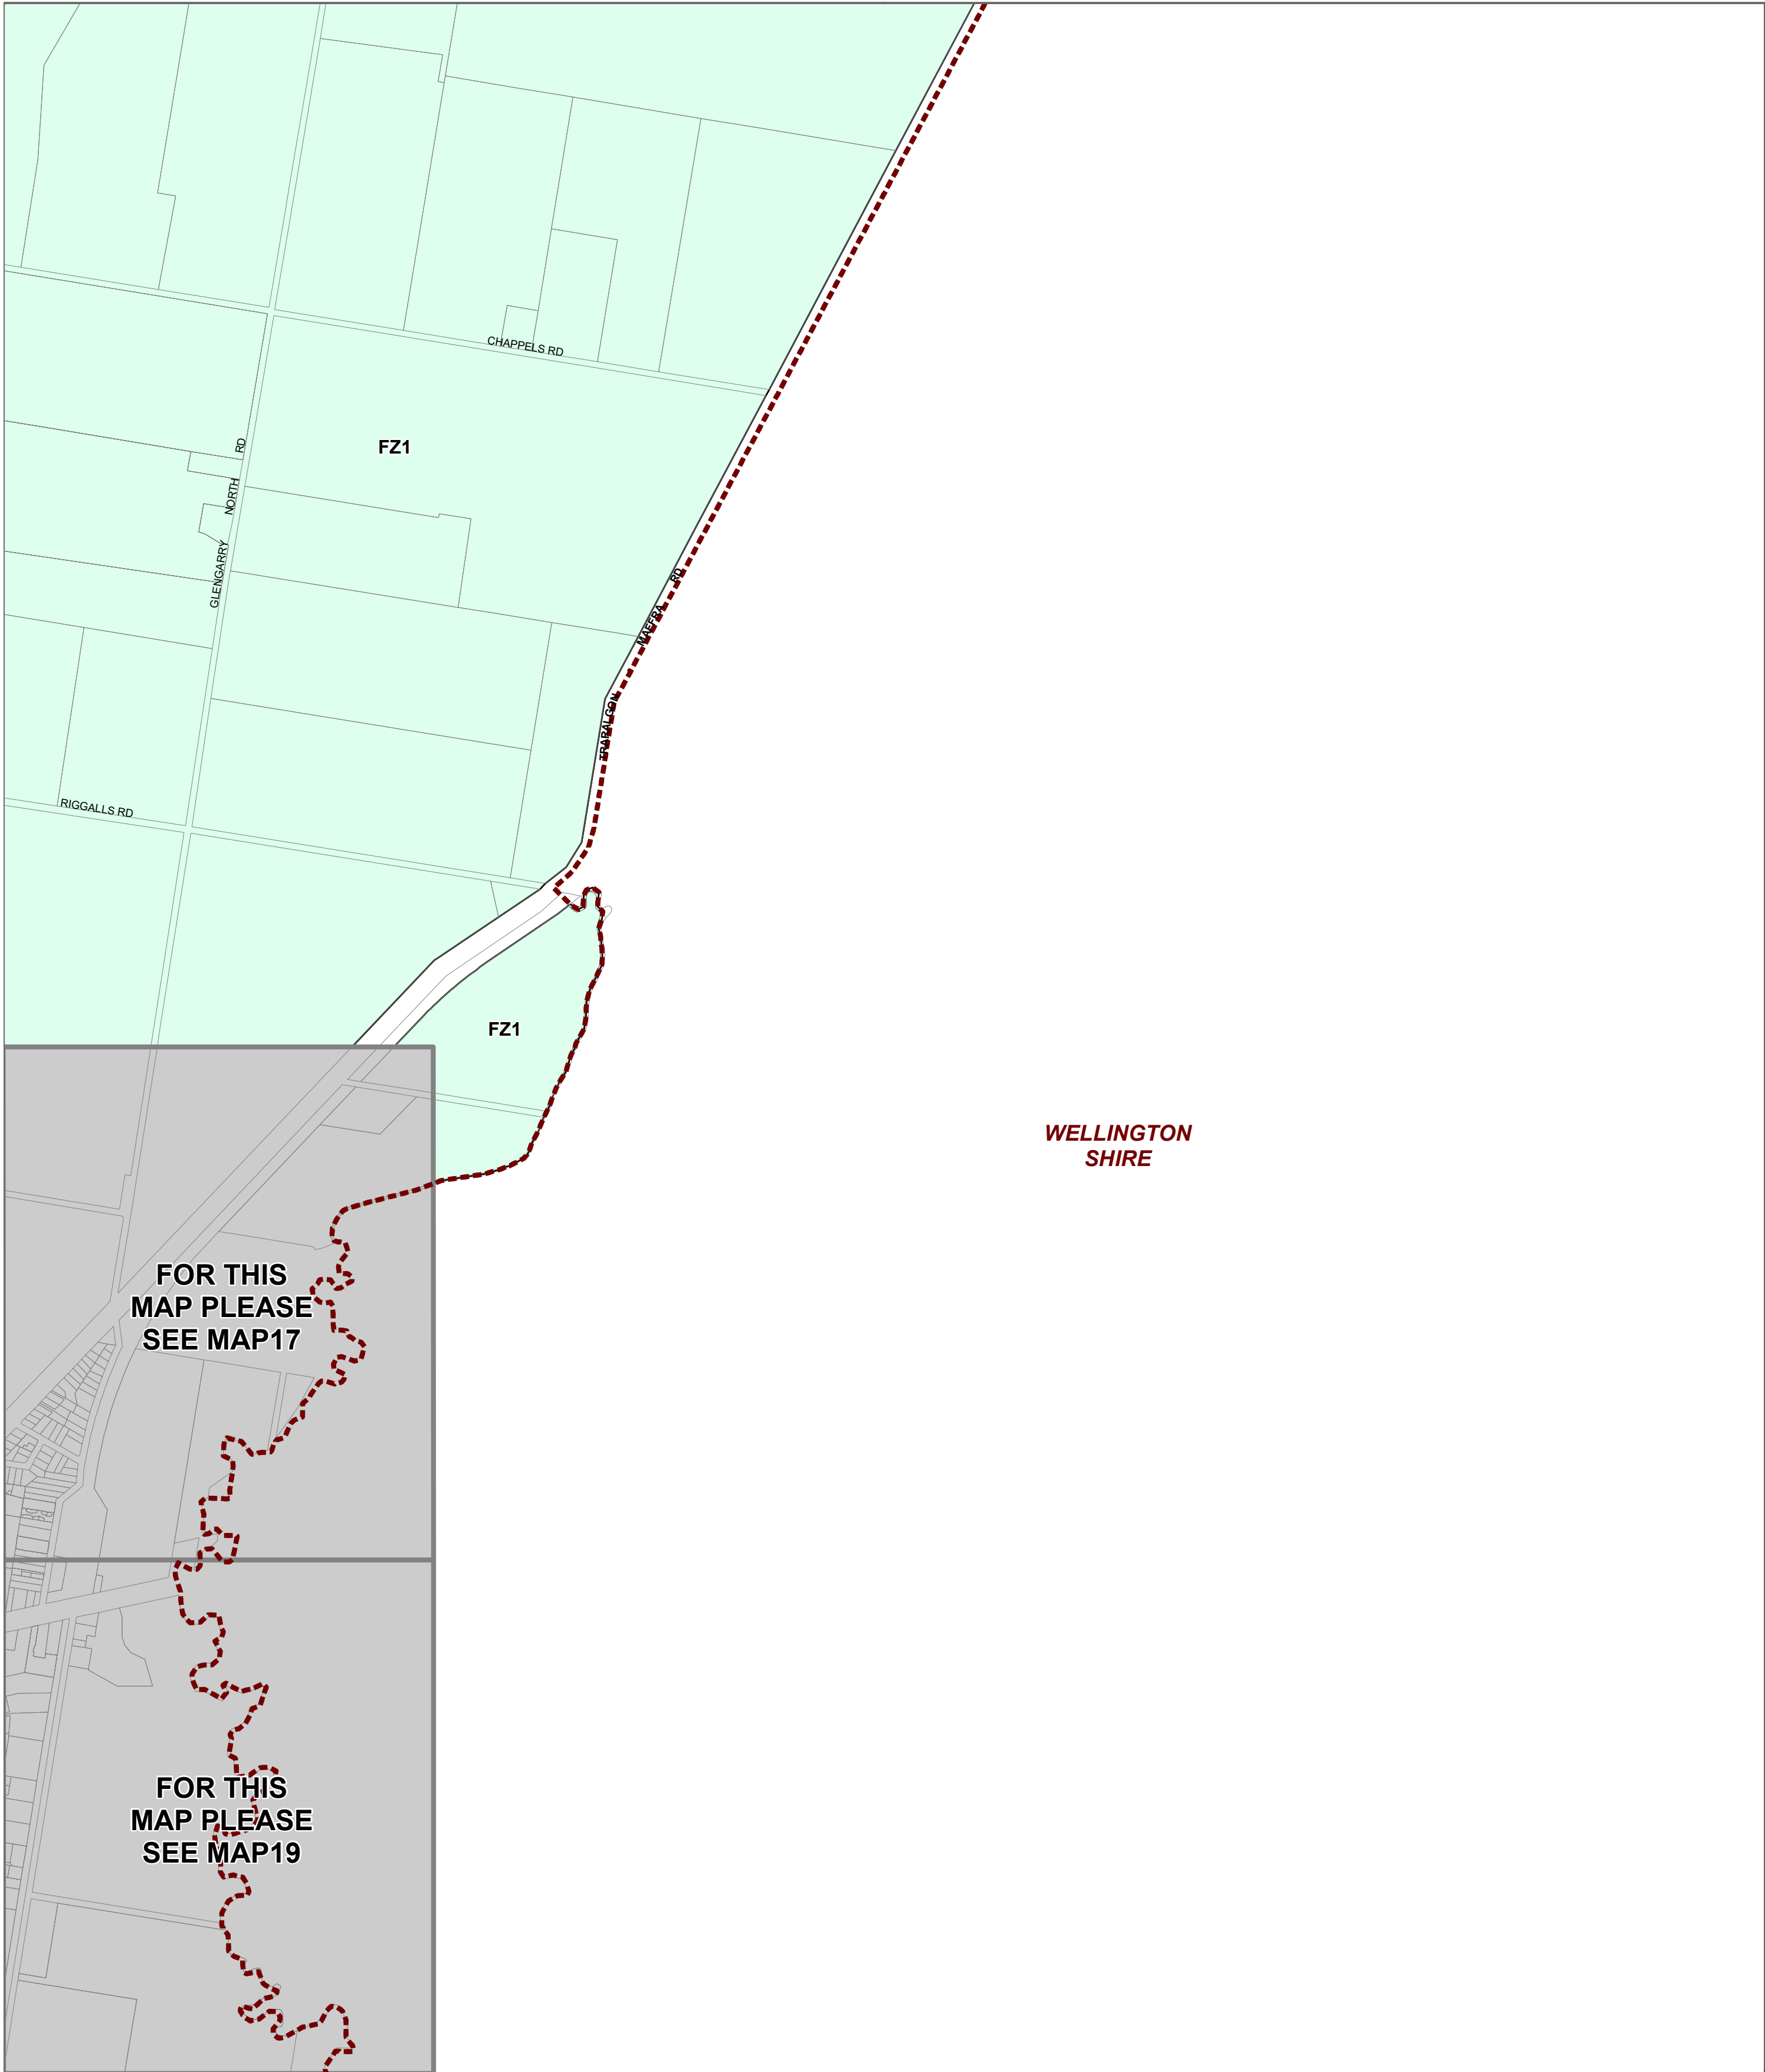 CHAPPELS RD
FZ1
GLENGARRY NORTH RD
TRARALGON MAFFRA RD
RIGGALLS RD
FZ1
WELLINGTON
SHIRE
FOR THIS
MAP PLEASE
SEE MAP17
FOR THIS
MAP PLEASE
SEE MAP19